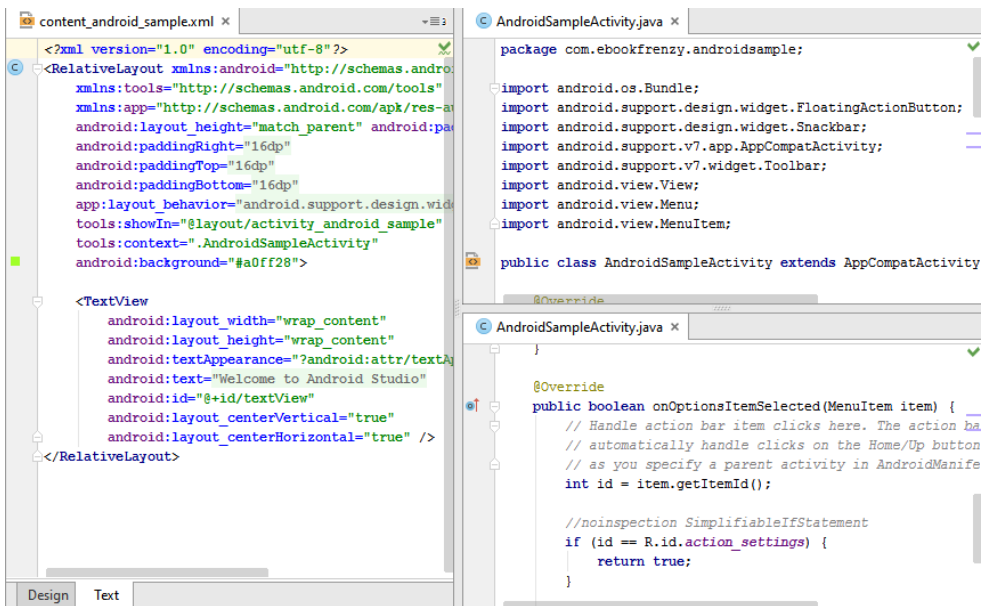 content_android_sample.xml ×
<?xml version="1.0" encoding="utf-8"?>
<RelativeLayout xmlns:android="http://schemas.andro
xmlns:tools="http://schemas.android.com/tools"
xmlns:app="http://schemas.android.com/apk/res-au
android:layout_height="match_parent" android:pad
android:paddingRight="16dp"
android:paddingTop="16dp"
android:paddingBottom="16dp"
app:layout_behavior="android.support.design.wid
tools:showIn="@layout/activity_android_sample"
tools:context=".AndroidSampleActivity"
android:background="#a0ff28">
<TextView
android:layout_width="wrap_content"
android:layout_height="wrap_content"
android:textAppearance="?android:attr/textAp
android:text="Welcome to Android Studio"
android:id="@+id/textView"
android:layout_centerVertical="true"
android:layout_centerHorizontal="true" />
</RelativeLayout>
Design Text
C AndroidSampleActivity.java ×
package com.ebookfrenzy.androidsample;
import android.os.Bundle;
import android.support.design.widget.FloatingActionButton;
import android.support.design.widget.Snackbar;
import android.support.v7.app.AppCompatActivity;
import android.support.v7.widget.Toolbar;
import android.view.View;
import android.view.Menu;
import android.view.MenuItem;
public class AndroidSampleActivity extends AppCompatActivity
@Override
C AndroidSampleActivity.java ×
}
@Override
public boolean onOptionsItemSelected(MenuItem item) {
// Handle action bar item clicks here. The action ba
// automatically handle clicks on the Home/Up button
// as you specify a parent activity in AndroidManife
int id = item.getItemId();
//noinspection SimplifiableIfStatement
if (id == R.id.action_settings) {
return true;
}